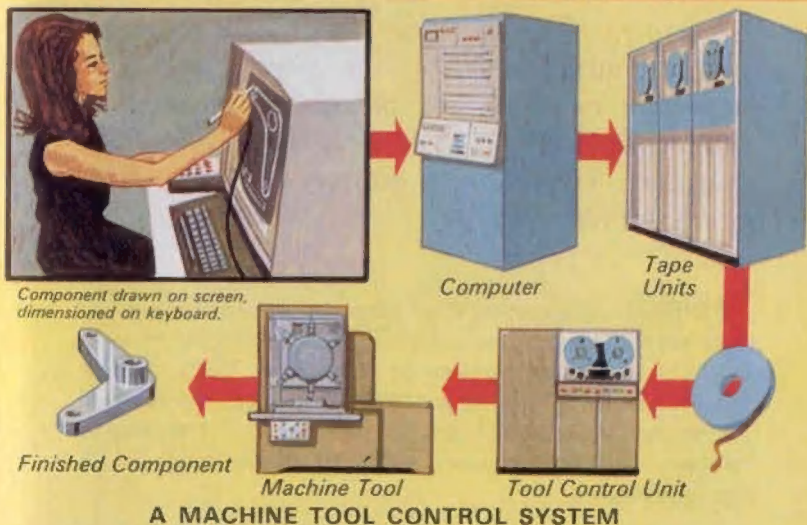 Component drawn on screen,
dimensioned on keyboard.
Computer
Tape
Units
Finished Component
Machine Tool
Tool Control Unit
A MACHINE TOOL CONTROL SYSTEM